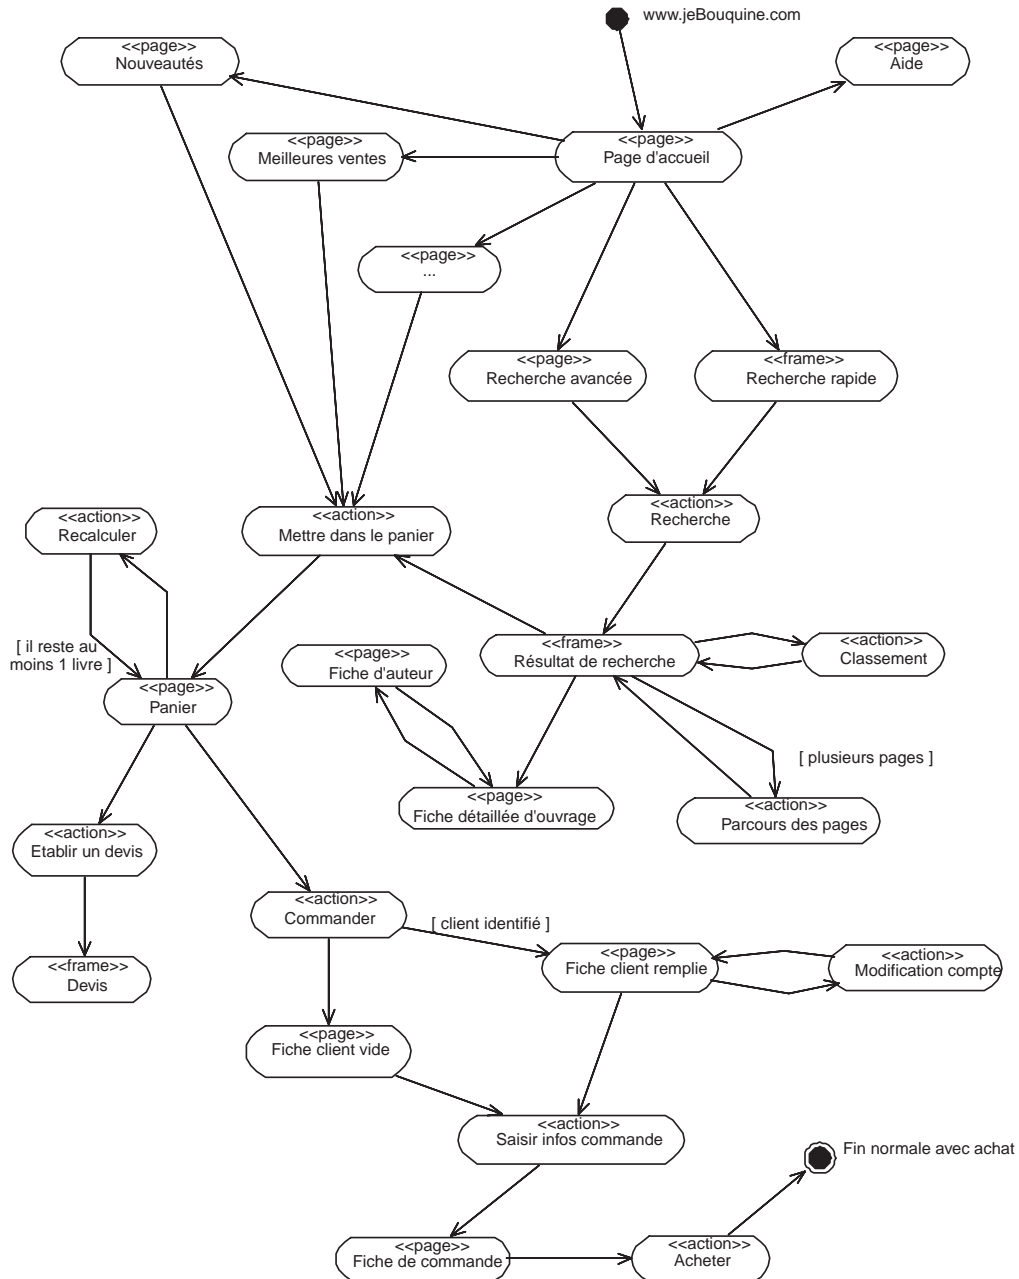 www.jeBouquine.com
<<page>>
Nouveautés
<<page>>
Aide
<<page>>
Page d'accueil
<<page>>
Meilleures ventes
<<page>>
...
<<page>>
Recherche avancée
<<frame>>
Recherche rapide
<<action>>
Recherche
<<action>>
Mettre dans le panier
<<action>>
Recalculer
[ il reste au
moins 1 livre ]
<<frame>>
Résultat de recherche
<<action>>
Classement
<<page>>
Fiche d'auteur
<<page>>
Panier
[ plusieurs pages ]
<<page>>
Fiche détaillée d'ouvrage
<<action>>
Parcours des pages
<<action>>
Etablir un devis
<<action>>
Commander
[ client identifié ]
<<page>>
Fiche client remplie
<<action>>
Modification compte
<<frame>>
Devis
<<page>>
Fiche client vide
<<action>>
Saisir infos commande
Fin normale avec achat
<<page>>
Fiche de commande
<<action>>
Acheter